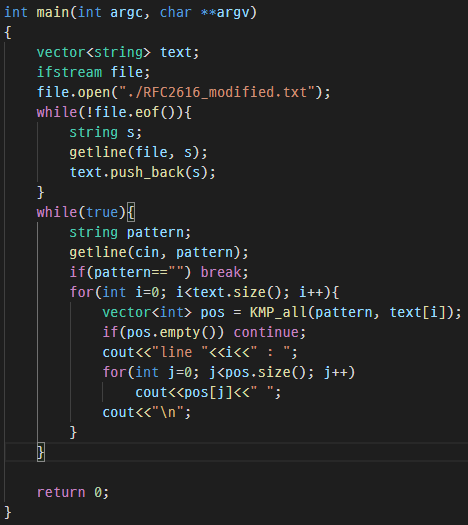 int main(int argc, char **argv)
{
    vector<string> text;
    ifstream file;
    file.open("./RFC2616_modified.txt");
    while(!file.eof()){
        string s;
        getline(file, s);
        text.push_back(s);
    }
    while(true){
        string pattern;
        getline(cin, pattern);
        if(pattern=="") break;
        for(int i=0; i<text.size(); i++){
            vector<int> pos = KMP_all(pattern, text[i]);
            if(pos.empty()) continue;
            cout<<"line "<<i<<" : ";
            for(int j=0; j<pos.size(); j++)
                cout<<pos[j]<<" ";
            cout<<"\n";
        }
    }

    return 0;
}